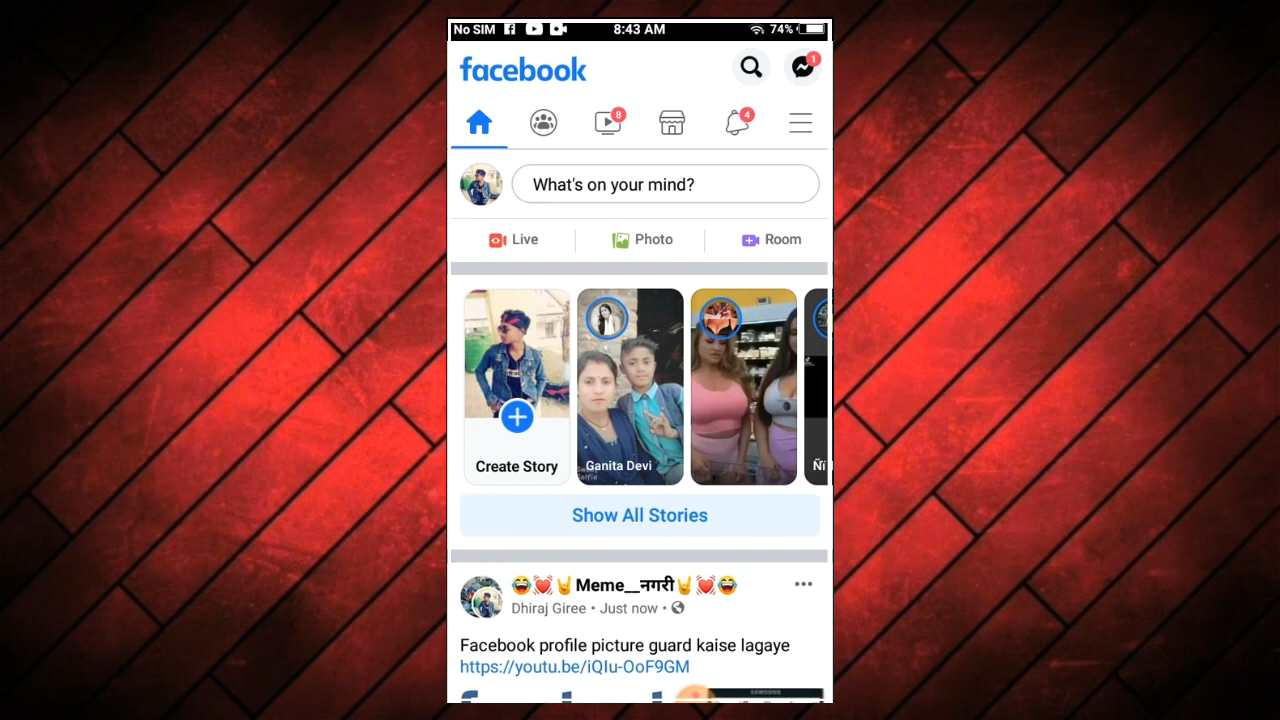 No SIM 8:43 AM 74%
facebook
1
8
4
What's on your mind?
Live Photo Room
Create Story
Ganita Devi
Ñï
Show All Stories
😂💓🤘Meme__नगरी🤘💓😂
Dhiraj Giree • Just now •
Facebook profile picture guard kaise lagaye
https://youtu.be/iQIu-OoF9GM
SAMSUNG